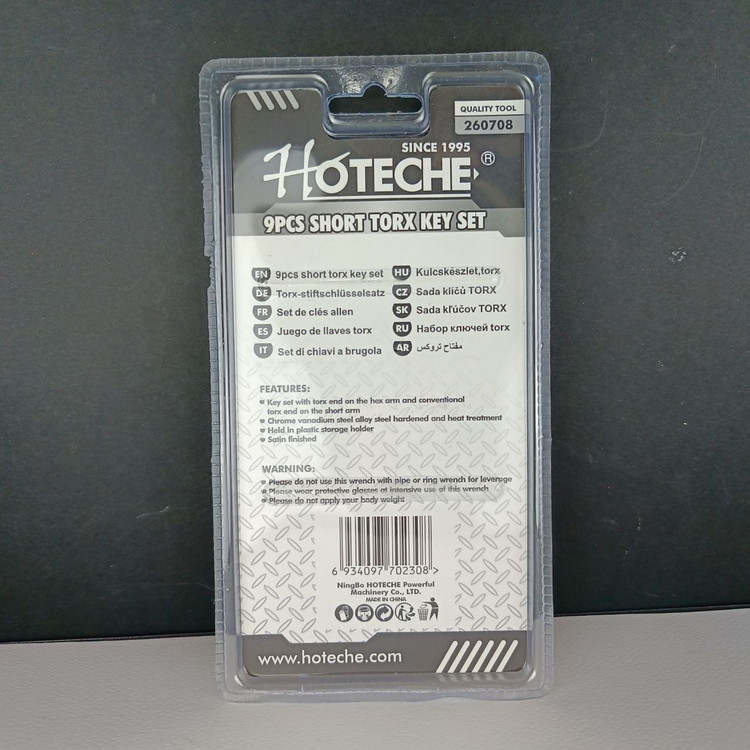 QUALITY TOOL
260708
SINCE 1995
HOTECHE ®
9PCS SHORT TORX KEY SET
EN 9pcs short torx key set
DE Torx-stiftschlüsselsatz
FR Set de clés allen
ES Juego de llaves torx
IT Set di chiavi a brugola
HU Kulcskészlet,torx
CZ Sada klíčů TORX
SK Sada kľúčov TORX
RU Набор ключей torx
AR مفتاح تروكس
FEATURES:
Key set with torx end on the hex arm and conventional
torx end on the short arm
Chrome vanadium steel alloy steel hardened and heat treatment
Held in plastic storage holder
Satin finished
WARNING:
Please do not use this wrench with pipe or ring wrench for leverage
Please wear protective glasses at intensive use of this wrench
Please do not apply your body weight
6 934097 702308 >
NingBo HOTECHE Powerful
Machinery Co., LTD.
MADE IN CHINA
www.hoteche.com